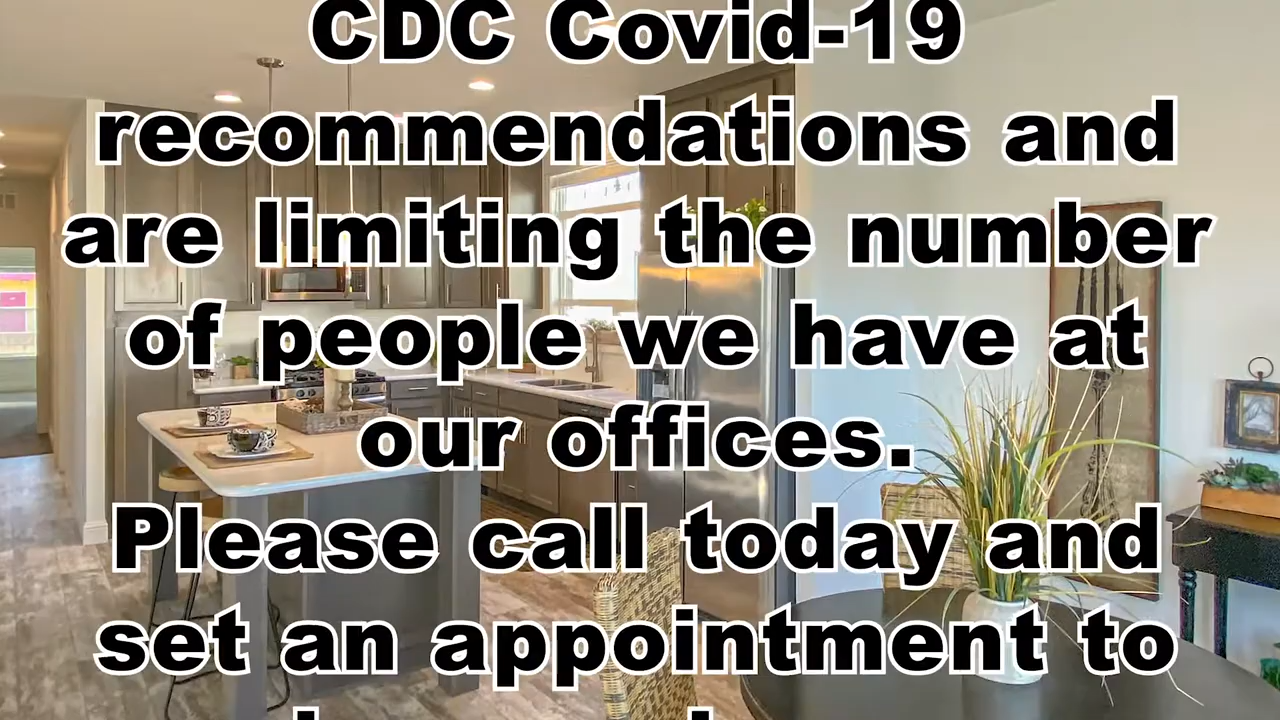 CDC Covid-19
recommendations and
are limiting the number
of people we have at
our offices.
Please call today and
set an appointment to